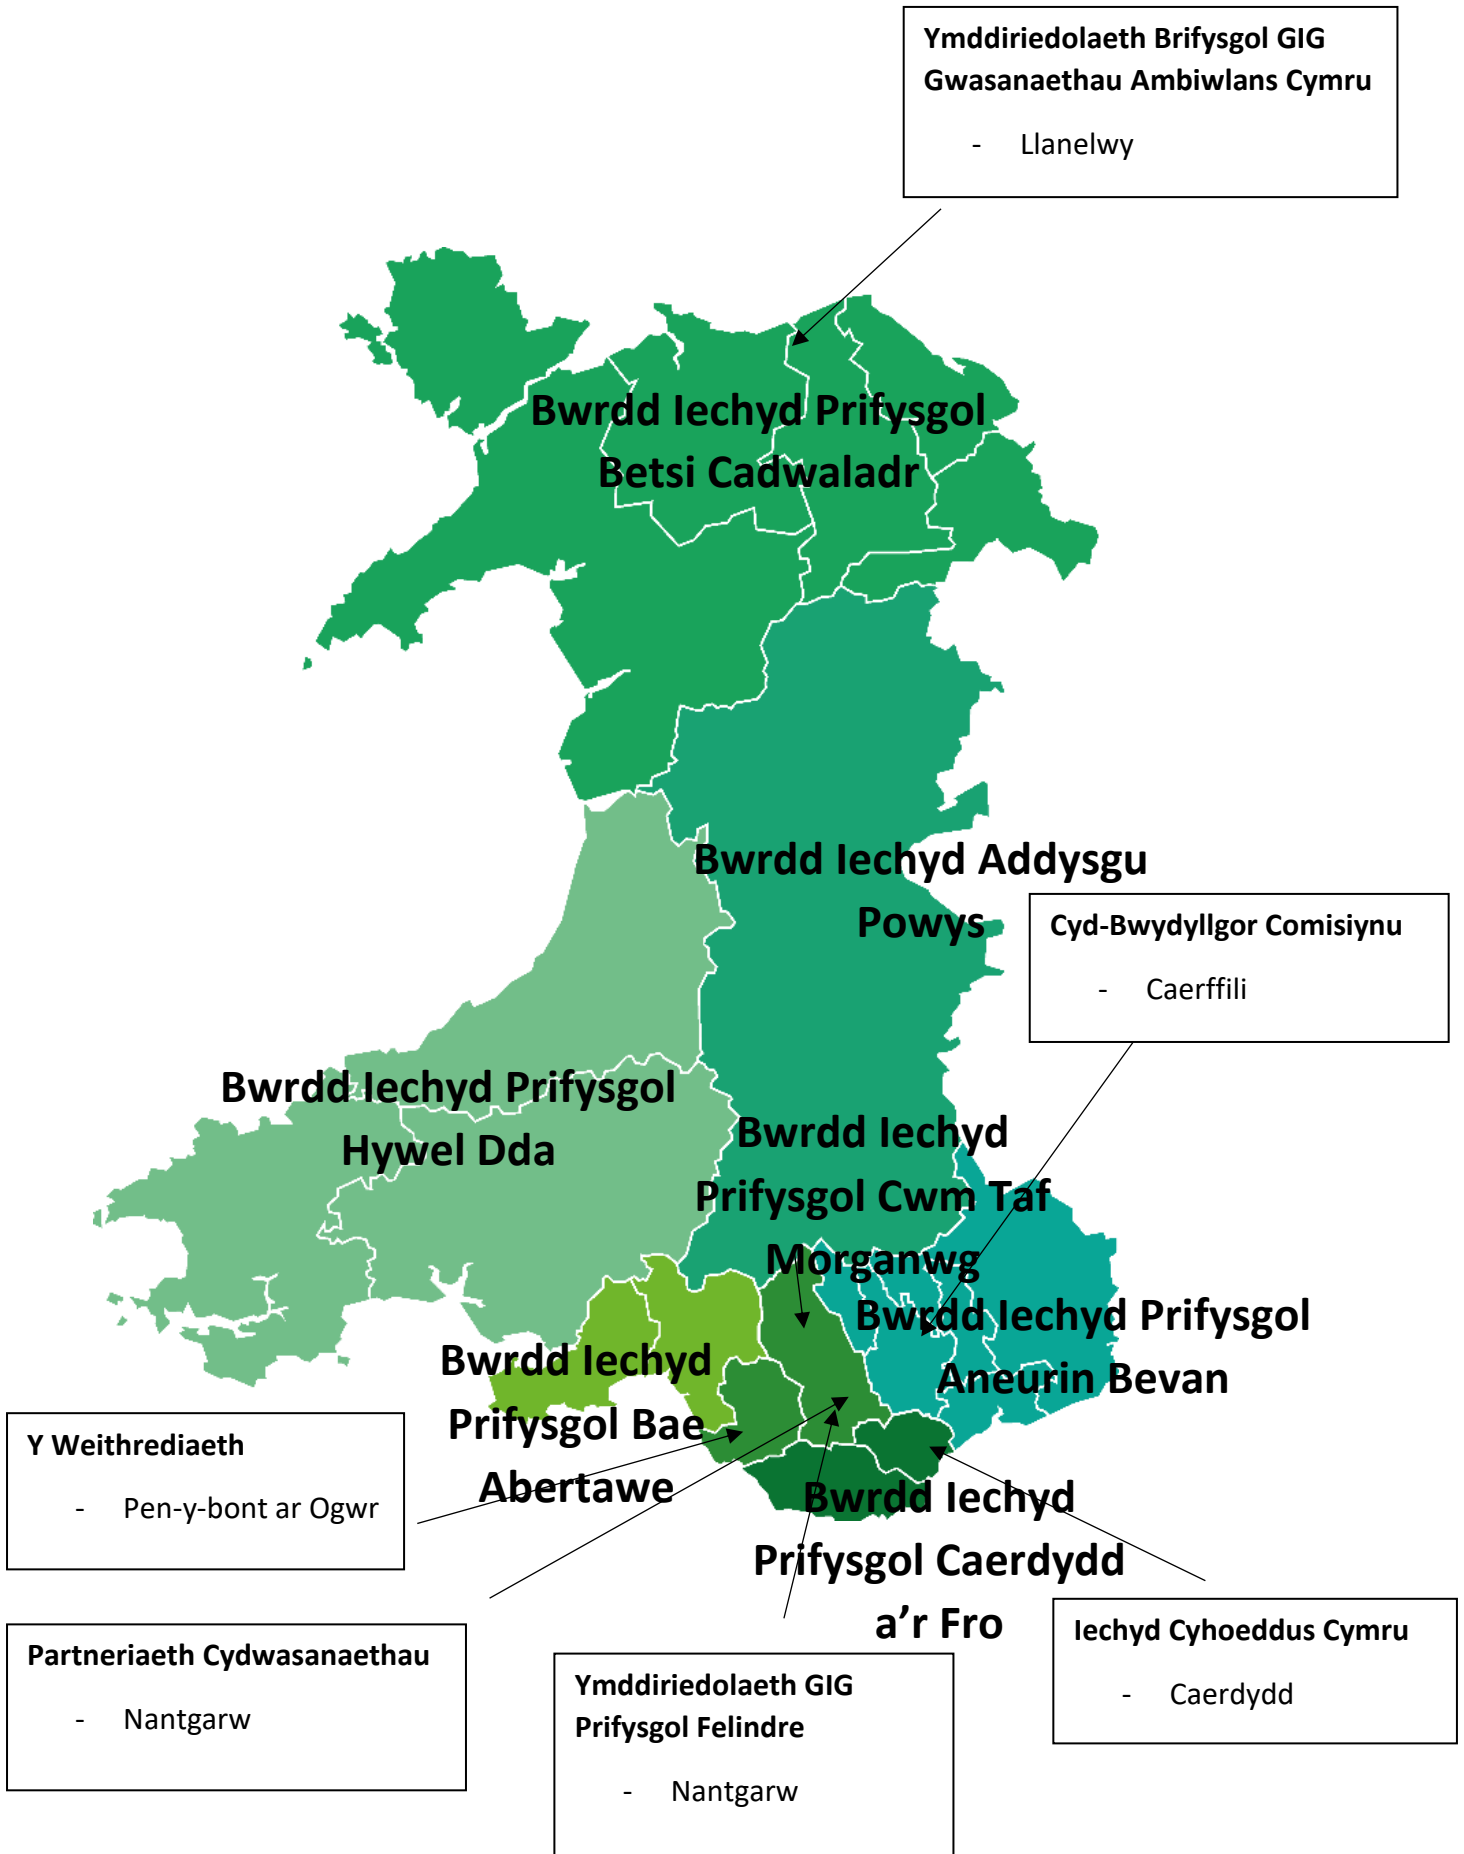 Ymddiriedolaeth Brifysgol GIG
Gwasanaethau Ambiwlans Cymru
- Llanelwy
Bwrdd Iechyd Prifysgol
Betsi Cadwaladr
Bwrdd Iechyd Addysgu
Powys
Cyd-Bwydyllgor Comisiynu
- Caerffili
Bwrdd Iechyd Prifysgol
Hywel Dda
Bwrdd Iechyd
Prifysgol Cwm Taf
Morganwg
Bwrdd Iechyd Prifysgol
Aneurin Bevan
Bwrdd Iechyd
Prifysgol Bae
Abertawe
Y Weithrediaeth
- Pen-y-bont ar Ogwr
Bwrdd Iechyd
Prifysgol Caerdydd
a’r Fro
Partneriaeth Cydwasanaethau
- Nantgarw
Ymddiriedolaeth GIG
Prifysgol Felindre
- Nantgarw
Iechyd Cyhoeddus Cymru
- Caerdydd